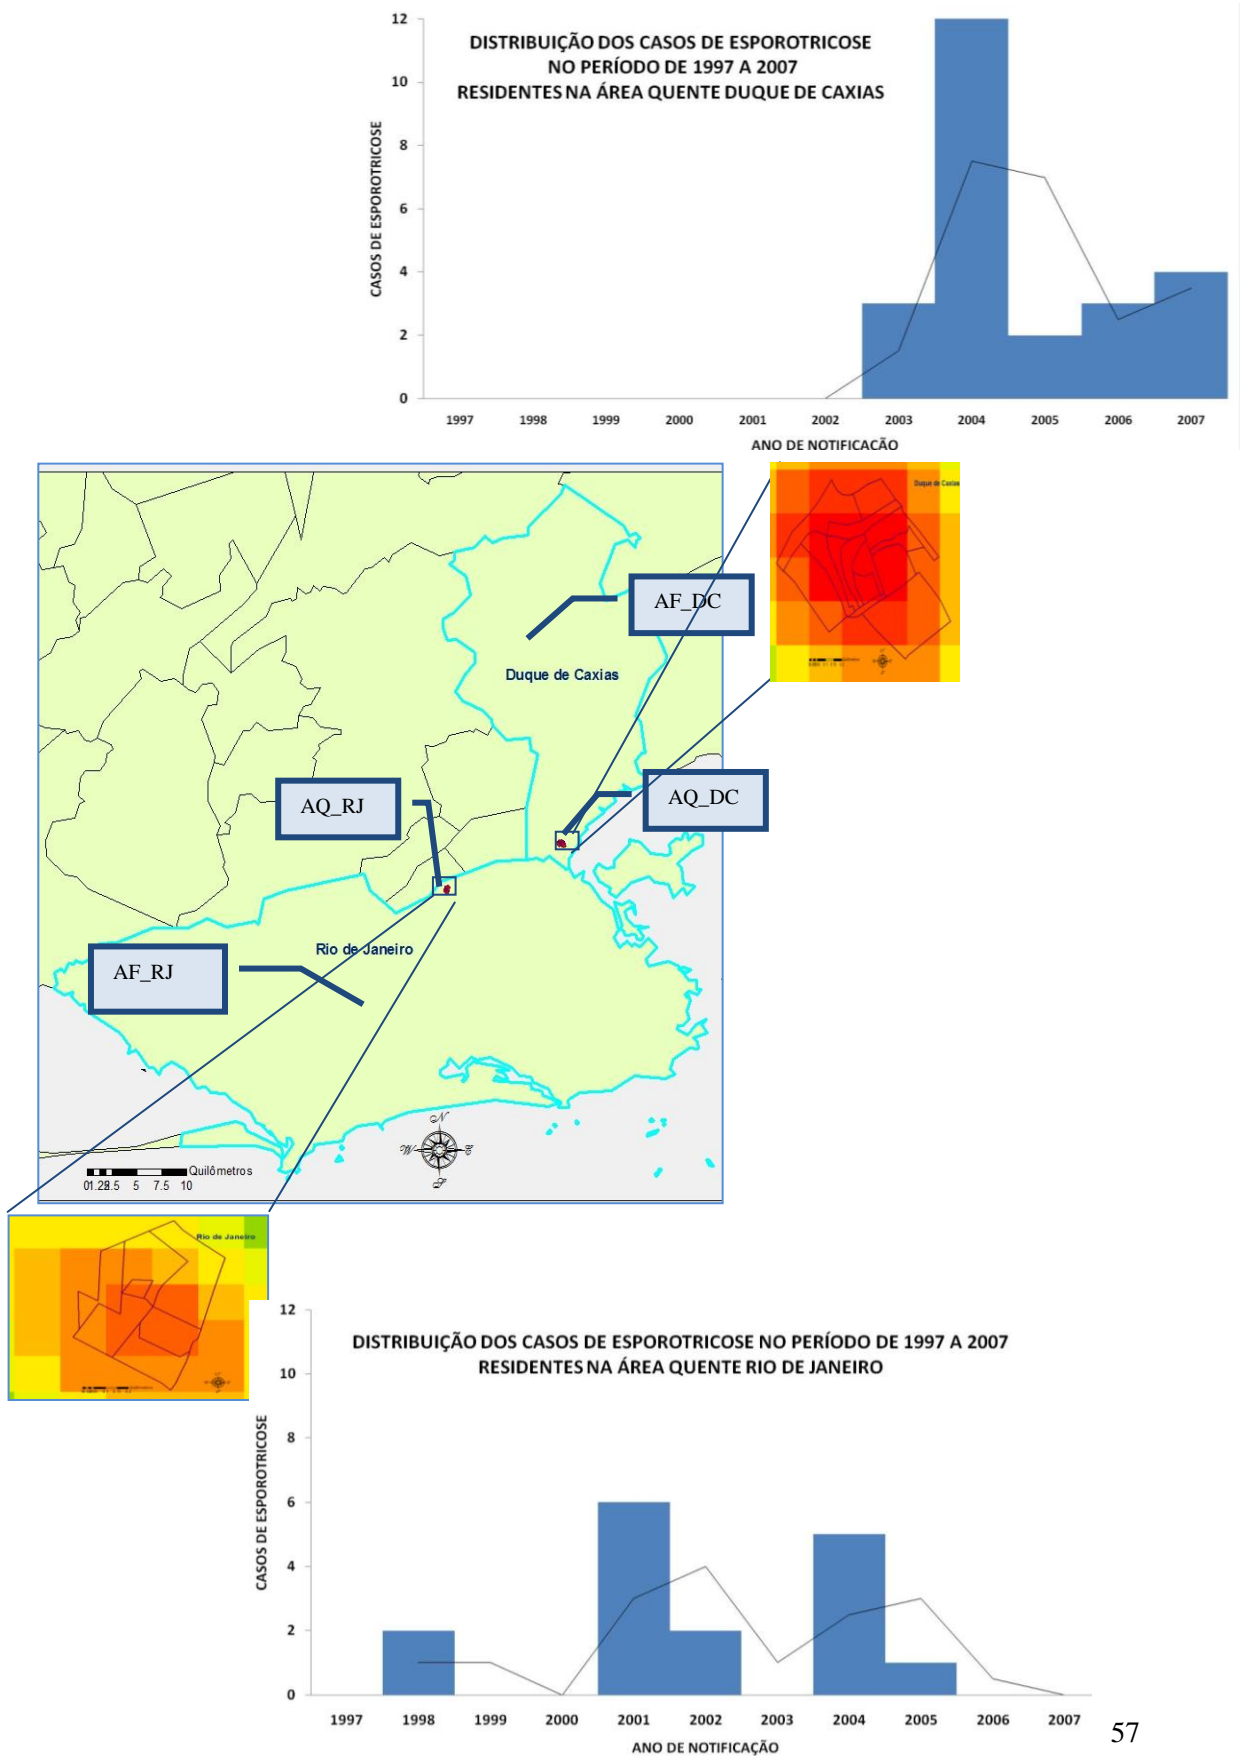 DISTRIBUIÇÃO DOS CASOS DE ESPOROTRICOSE
NO PERÍODO DE 1997 A 2007
RESIDENTES NA ÁREA QUENTE DUQUE DE CAXIAS
CASOS DE ESPOROTRICOSE
12
10
8
6
4
2
0
1997 1998 1999 2000 2001 2002 2003 2004 2005 2006 2007
ANO DE NOTIFICAÇÃO
Duque de Caxias
AF_DC
Duque de Caxias
AQ_RJ
AQ_DC
Rio de Janeiro
AF_RJ
N
W
E
S
Quilômetros
5 7.5 10
Rio de Janeiro
DISTRIBUIÇÃO DOS CASOS DE ESPOROTRICOSE NO PERÍODO DE 1997 A 2007
RESIDENTES NA ÁREA QUENTE RIO DE JANEIRO
CASOS DE ESPOROTRICOSE
12
10
8
6
4
2
0
1997 1998 1999 2000 2001 2002 2003 2004 2005 2006 2007
ANO DE NOTIFICAÇÃO
57